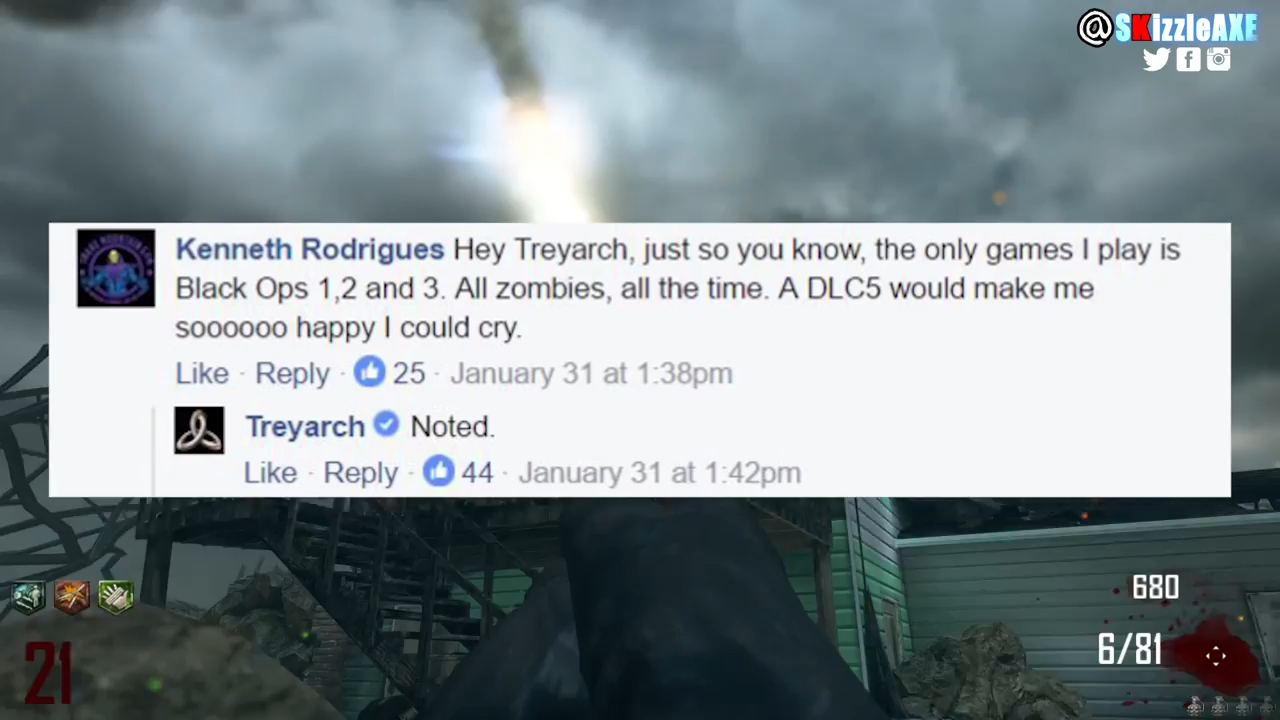 @SKizzleAXE
Kenneth Rodrigues Hey Treyarch, just so you know, the only games I play is
Black Ops 1,2 and 3. All zombies, all the time. A DLC5 would make me
soooooo happy I could cry.
Like · Reply · 25 · January 31 at 1:38pm
Treyarch Noted.
Like · Reply · 44 · January 31 at 1:42pm
680
6/81
21